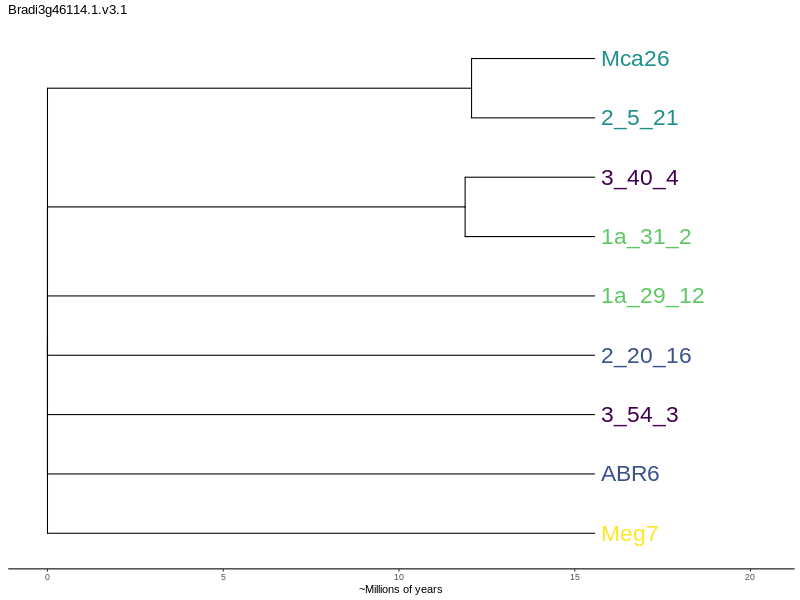 Bradi3g46114.1.v3.1
Mca26
2_5_21
3_40_4
1a_31_2
1a_29_12
2_20_16
3_54_3
ABR6
Meg7
0 5 10 15 20
~Millions of years